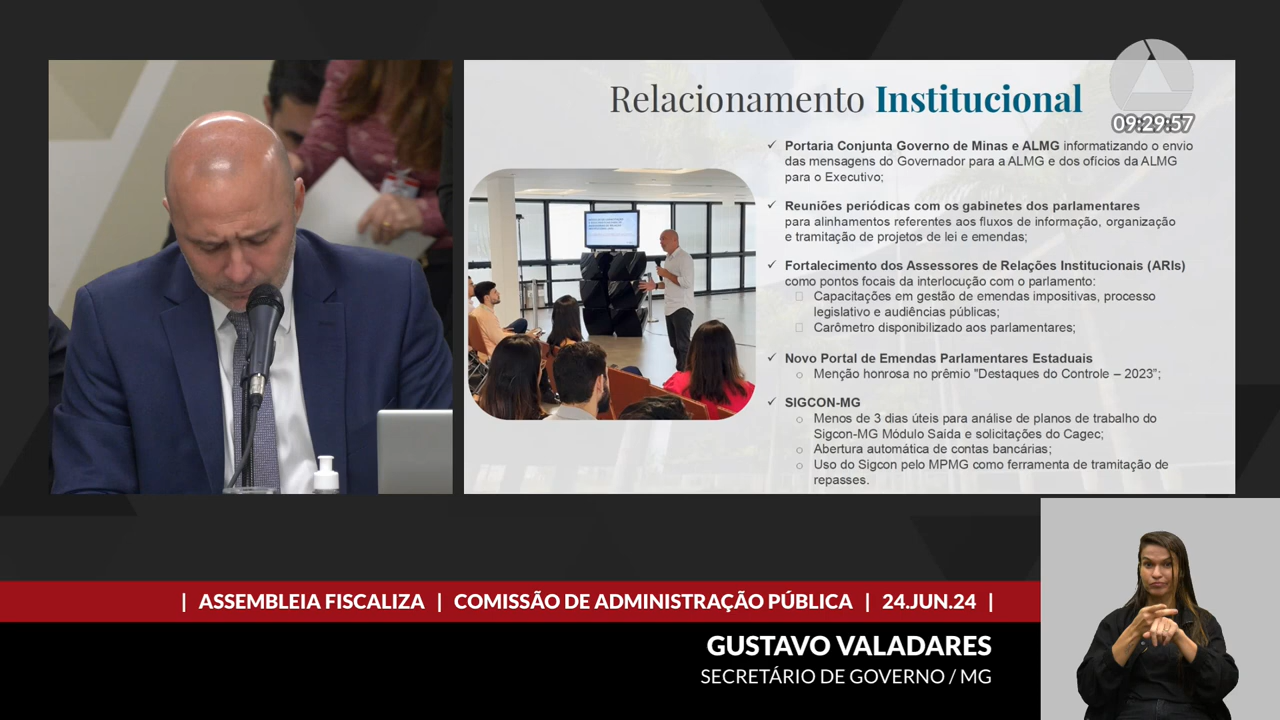 Relacionamento Institucional
09:29:57
✓ Portaria Conjunta Governo de Minas e ALMG informatizando o envio
das mensagens do Governador para a ALMG e dos ofícios da ALMG
para o Executivo;
✓ Reuniões periódicas com os gabinetes dos parlamentares
para alinhamentos referentes aos fluxos de informação, organização
e tramitação de projetos de lei e emendas;
✓ Fortalecimento dos Assessores de Relações Institucionais (ARIs)
como pontos focais da interlocução com o parlamento:
Capacitações em gestão de emendas impositivas, processo
legislativo e audiências públicas;
Carômetro disponibilizado aos parlamentares;
✓ Novo Portal de Emendas Parlamentares Estaduais
○ Menção honrosa no prêmio "Destaques do Controle – 2023";
✓ SIGCON-MG
○ Menos de 3 dias úteis para análise de planos de trabalho do
Sigcon-MG Módulo Saída e solicitações do Cagec;
○ Abertura automática de contas bancárias;
○ Uso do Sigcon pelo MPMG como ferramenta de tramitação de
repasses.
| ASSEMBLEIA FISCALIZA | COMISSÃO DE ADMINISTRAÇÃO PÚBLICA | 24.JUN.24 |
GUSTAVO VALADARES
SECRETÁRIO DE GOVERNO / MG